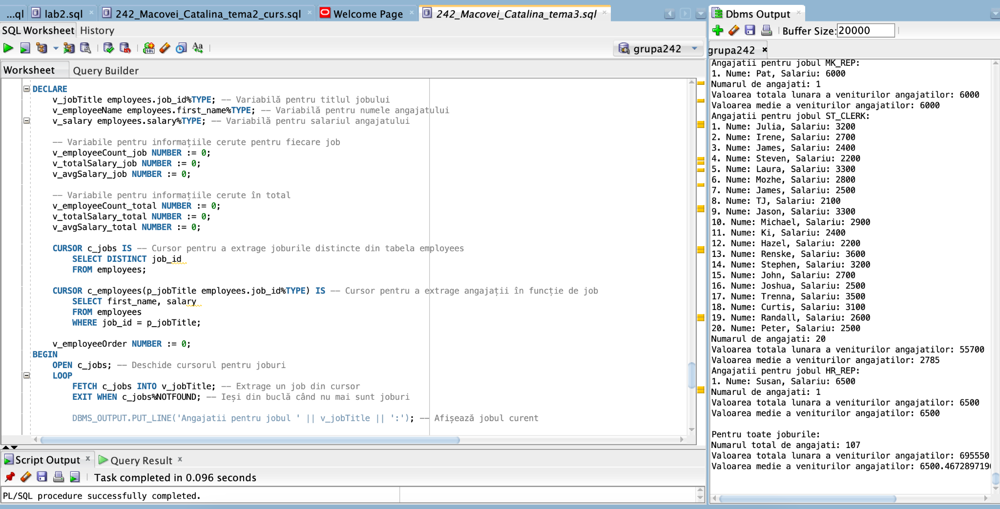 ...ql
lab2.sql
242_Macovei_Catalina_tema2_curs.sql
Welcome Page
242_Macovei_Catalina_tema3.sql
SQL Worksheet
History
grupa242
Worksheet
Query Builder
DECLARE
v_jobTitle employees.job_id%TYPE; -- Variabilă pentru titlul jobului
v_employeeName employees.first_name%TYPE; -- Variabilă pentru numele angajatului
v_salary employees.salary%TYPE; -- Variabilă pentru salariul angajatului
-- Variabile pentru informațiile cerute pentru fiecare job
v_employeeCount_job NUMBER := 0;
v_totalSalary_job NUMBER := 0;
v_avgSalary_job NUMBER := 0;
-- Variabile pentru informațiile cerute în total
v_employeeCount_total NUMBER := 0;
v_totalSalary_total NUMBER := 0;
v_avgSalary_total NUMBER := 0;
CURSOR c_jobs IS -- Cursor pentru a extrage joburile distincte din tabela employees
SELECT DISTINCT job_id
FROM employees;
CURSOR c_employees(p_jobTitle employees.job_id%TYPE) IS -- Cursor pentru a extrage angajații în funcție de job
SELECT first_name, salary
FROM employees
WHERE job_id = p_jobTitle;
v_employeeOrder NUMBER := 0;
BEGIN
OPEN c_jobs; -- Deschide cursorul pentru joburi
LOOP
FETCH c_jobs INTO v_jobTitle; -- Extrage un job din cursor
EXIT WHEN c_jobs%NOTFOUND; -- Ieși din buclă când nu mai sunt joburi
DBMS_OUTPUT.PUT_LINE('Angajatii pentru jobul ' || v_jobTitle || ':'); -- Afișează jobul curent
Script Output
Query Result
Task completed in 0.096 seconds
PL/SQL procedure successfully completed.
Dbms Output
Buffer Size: 20000
grupa242
Angajatii pentru jobul MK_REP:
1. Nume: Pat, Salariu: 6000
Numarul de angajati: 1
Valoarea totala lunara a veniturilor angajatilor: 6000
Valoarea medie a veniturilor angajatilor: 6000
Angajatii pentru jobul ST_CLERK:
1. Nume: Julia, Salariu: 3200
2. Nume: Irene, Salariu: 2700
3. Nume: James, Salariu: 2400
4. Nume: Steven, Salariu: 2200
5. Nume: Laura, Salariu: 3300
6. Nume: Mozhe, Salariu: 2800
7. Nume: James, Salariu: 2500
8. Nume: TJ, Salariu: 2100
9. Nume: Jason, Salariu: 3300
10. Nume: Michael, Salariu: 2900
11. Nume: Ki, Salariu: 2400
12. Nume: Hazel, Salariu: 2200
13. Nume: Renske, Salariu: 3600
14. Nume: Stephen, Salariu: 3200
15. Nume: John, Salariu: 2700
16. Nume: Joshua, Salariu: 2500
17. Nume: Trenna, Salariu: 3500
18. Nume: Curtis, Salariu: 3100
19. Nume: Randall, Salariu: 2600
20. Nume: Peter, Salariu: 2500
Numarul de angajati: 20
Valoarea totala lunara a veniturilor angajatilor: 55700
Valoarea medie a veniturilor angajatilor: 2785
Angajatii pentru jobul HR_REP:
1. Nume: Susan, Salariu: 6500
Numarul de angajati: 1
Valoarea totala lunara a veniturilor angajatilor: 6500
Valoarea medie a veniturilor angajatilor: 6500
Pentru toate joburile:
Numarul total de angajati: 107
Valoarea totala lunara a veniturilor angajatilor: 695550
Valoarea medie a veniturilor angajatilor: 6500.467289719